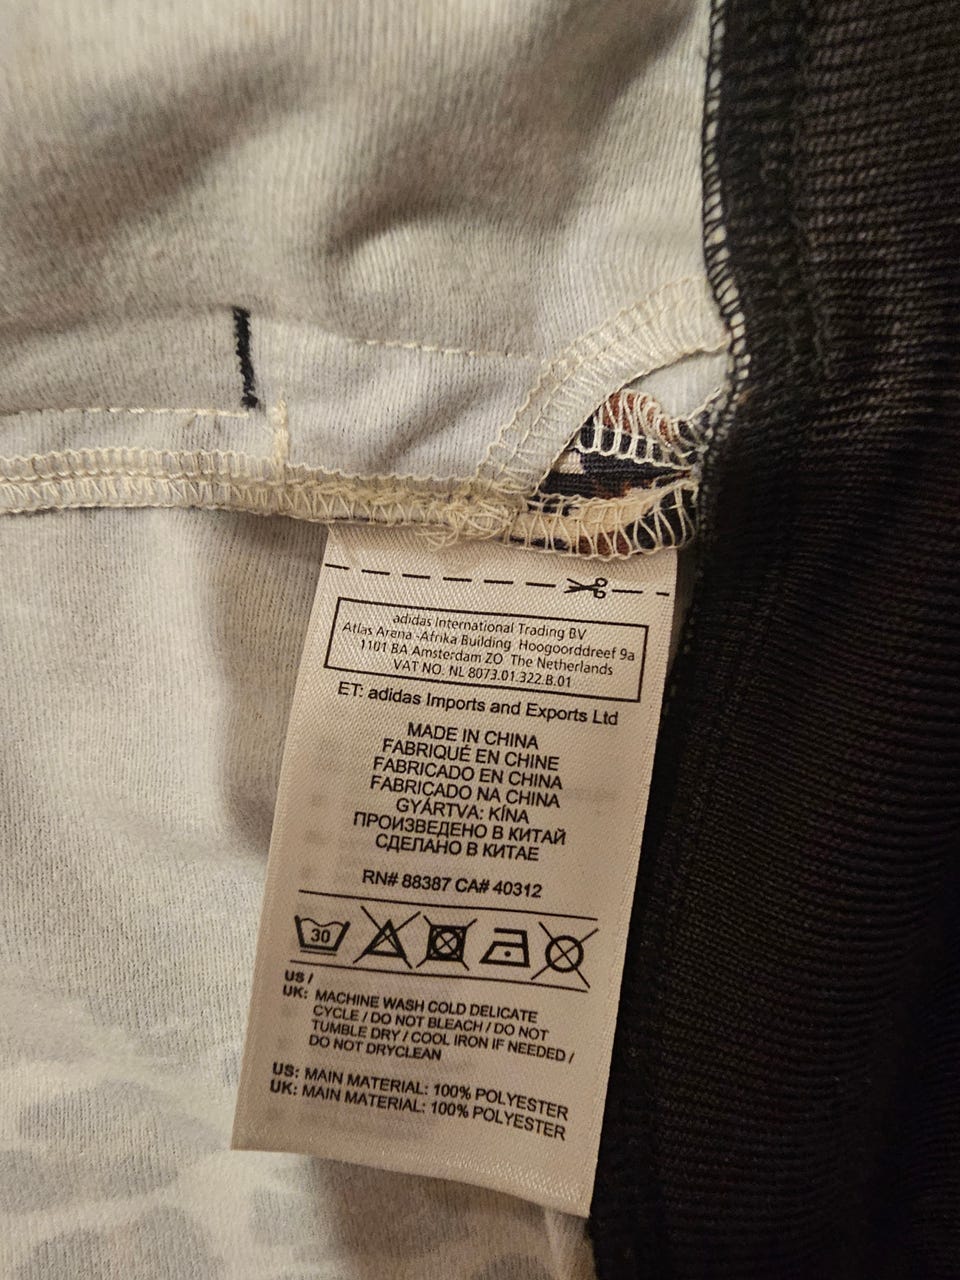 adidas International Trading BV
Atlas Arena -Afrika Building Hoogoorddreef 9a
1101 BA Amsterdam ZO The Netherlands
VAT NO. NL 8073.01.322.B.01
ET: adidas Imports and Exports Ltd
MADE IN CHINA
FABRIQUÉ EN CHINE
FABRICADO EN CHINA
FABRICADO NA CHINA
GYÁRTVA: KÍNA
ПРОИЗВЕДЕНО В КИТАЙ
СДЕЛАНО В КИТАЕ
RN# 88387 CA# 40312
30
US /
UK: MACHINE WASH COLD DELICATE
CYCLE / DO NOT BLEACH / DO NOT
TUMBLE DRY / COOL IRON IF NEEDED /
DO NOT DRYCLEAN
US: MAIN MATERIAL: 100% POLYESTER
UK: MAIN MATERIAL: 100% POLYESTER